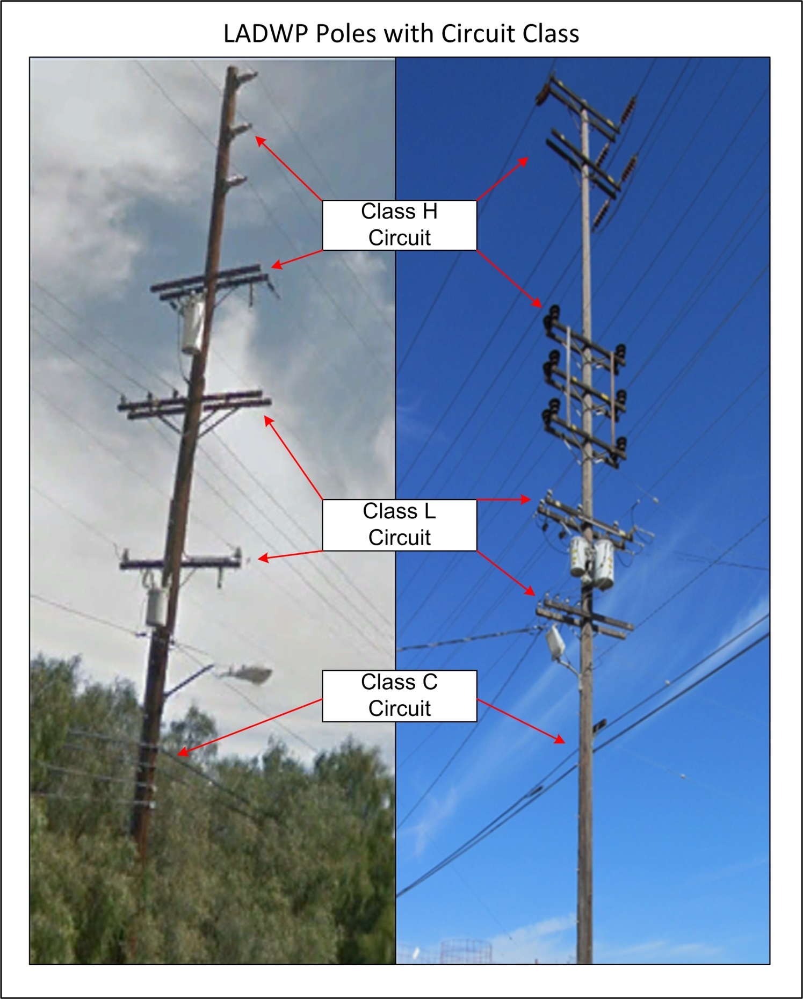 LADWP Poles with Circuit Class
Class H
Circuit
Class L
Circuit
Class C
Circuit